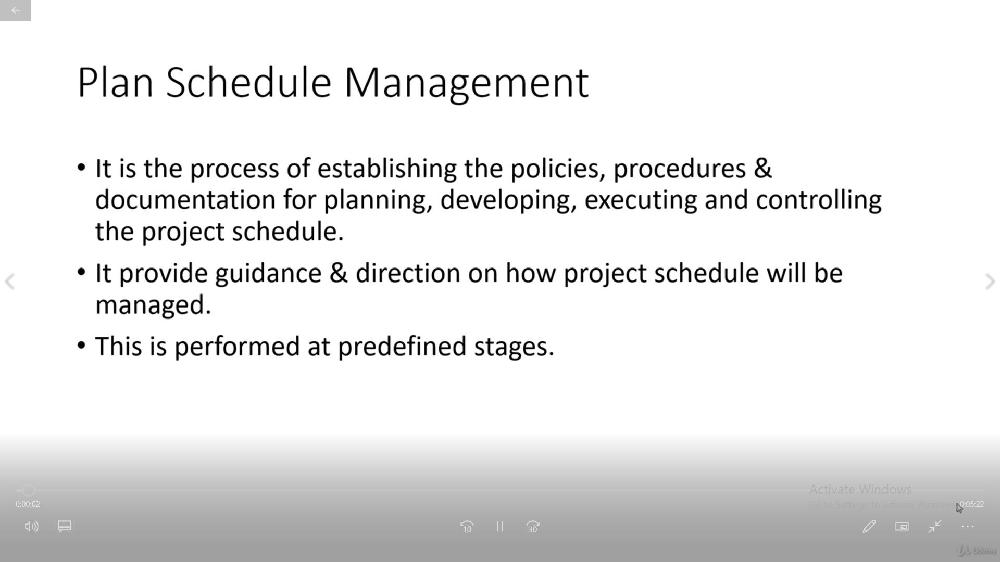 Plan Schedule Management
• It is the process of establishing the policies, procedures &
documentation for planning, developing, executing and controlling
the project schedule.
• It provide guidance & direction on how project schedule will be
managed.
• This is performed at predefined stages.
Activate Windows
Go to Settings to activate Windows.
0:00:02
0:05:22
10
30
Udemy